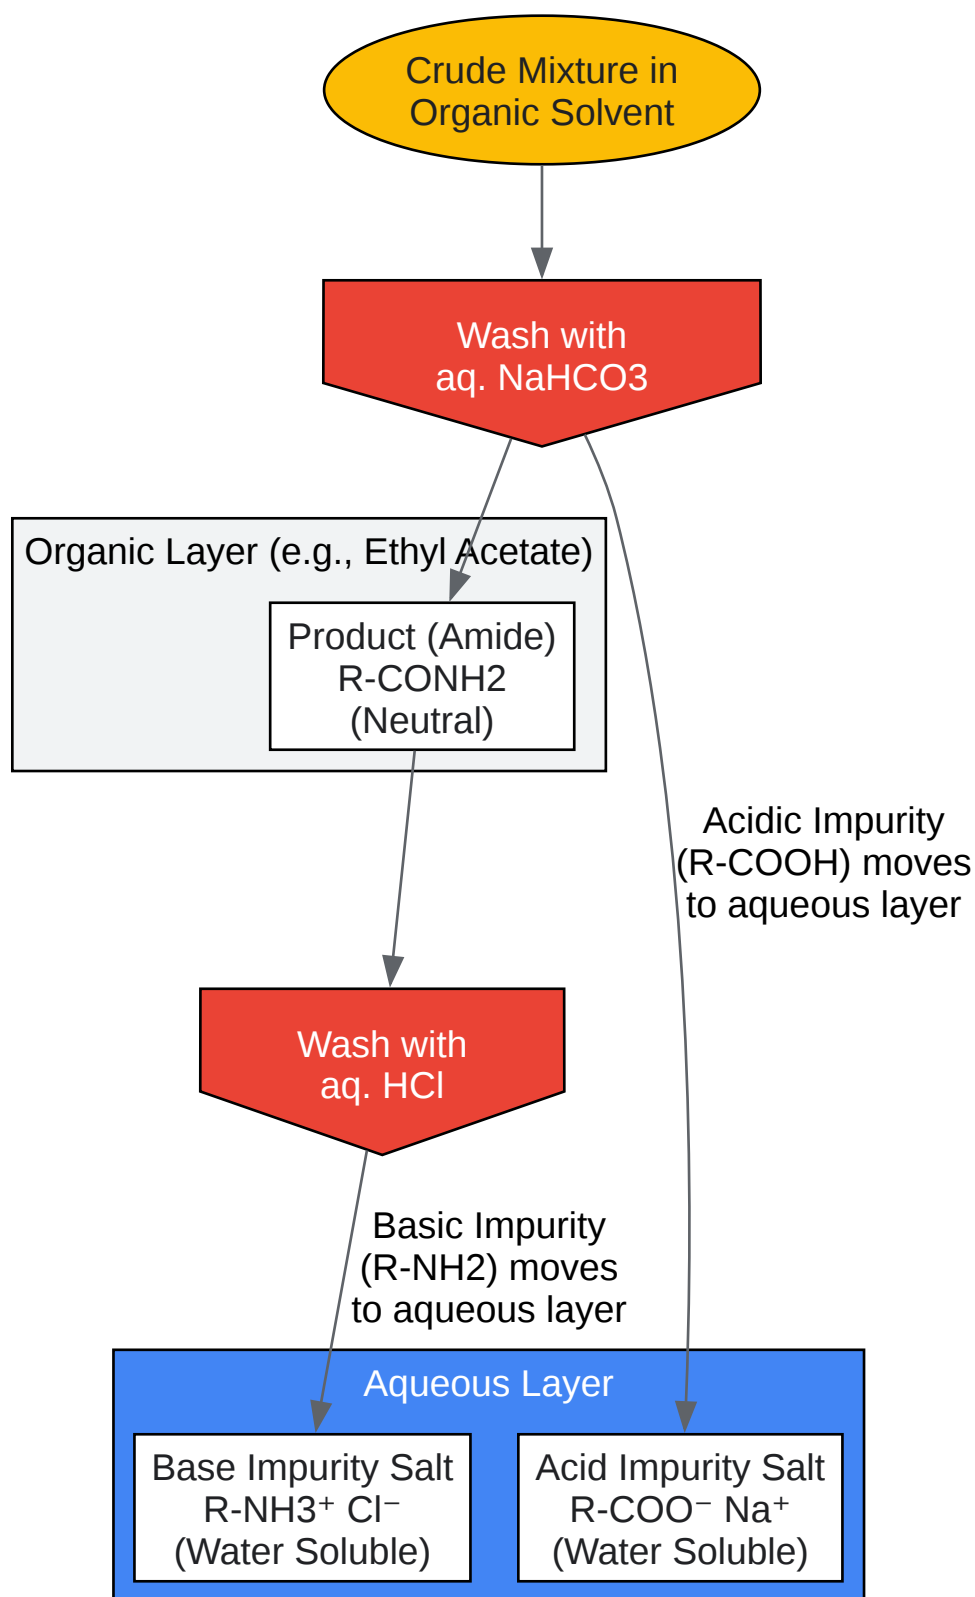 Crude Mixture in
Organic Solvent
Wash with
aq. NaHCO3
Organic Layer (e.g., Ethyl Acetate)
Product (Amide)
R-CONH2
(Neutral)
Acidic Impurity
(R-COOH) moves
to aqueous layer
Wash with
aq. HCl
Basic Impurity
(R-NH2) moves
to aqueous layer
Aqueous Layer
Base Impurity Salt
R-NH3⁺ Cl⁻
(Water Soluble)
Acid Impurity Salt
R-COO⁻ Na⁺
(Water Soluble)